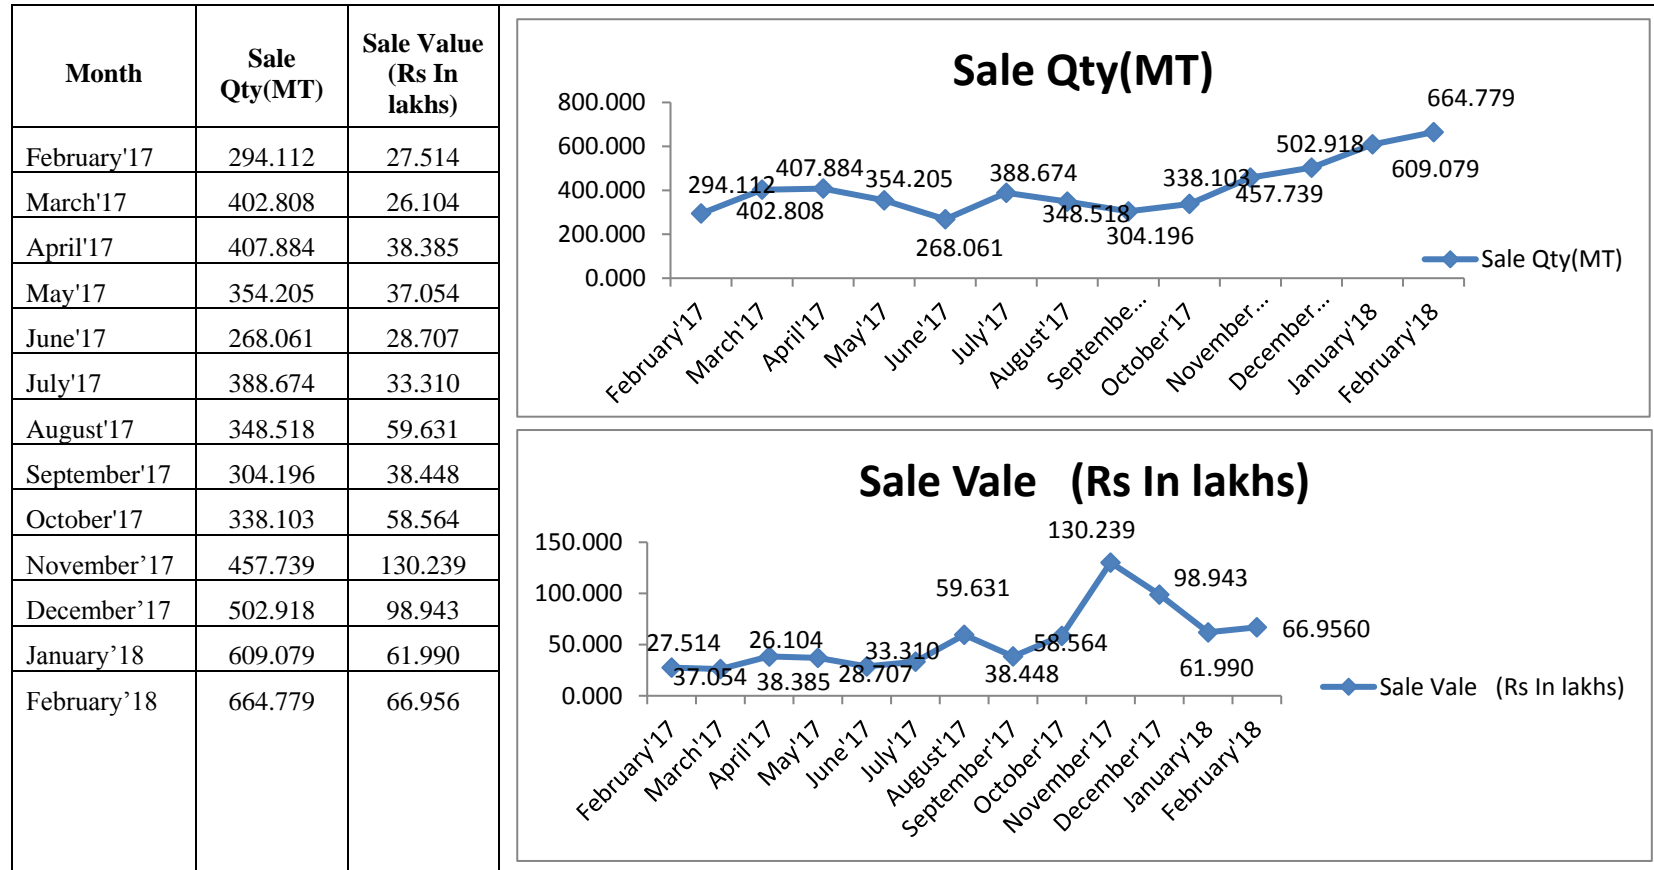 Month Sale Qty(MT) Sale Value (Rs In lakhs)
February'17 294.112 27.514
March'17 402.808 26.104
April'17 407.884 38.385
May'17 354.205 37.054
June'17 268.061 28.707
July'17 388.674 33.310
August'17 348.518 59.631
September'17 304.196 38.448
October'17 338.103 58.564
November’17 457.739 130.239
December’17 502.918 98.943
January’18 609.079 61.990
February’18 664.779 66.956
Sale Qty(MT)
800.000
600.000
400.000
200.000
0.000
294.112
402.808
407.884
354.205
268.061
388.674
348.518
304.196
338.103
457.739
502.918
609.079
664.779
Sale Qty(MT)
February'17
March'17
April'17
May'17
June'17
July'17
August'17
Septembe...
October'17
November...
December...
January'18
February'18
Sale Vale (Rs In lakhs)
150.000
100.000
50.000
0.000
27.514
37.054
26.104
38.385
28.707
33.310
59.631
38.448
58.564
130.239
98.943
61.990
66.9560
Sale Vale (Rs In lakhs)
February'17
March'17
April'17
May'17
June'17
July'17
August'17
September'17
October'17
November'17
December'17
January'18
February'18